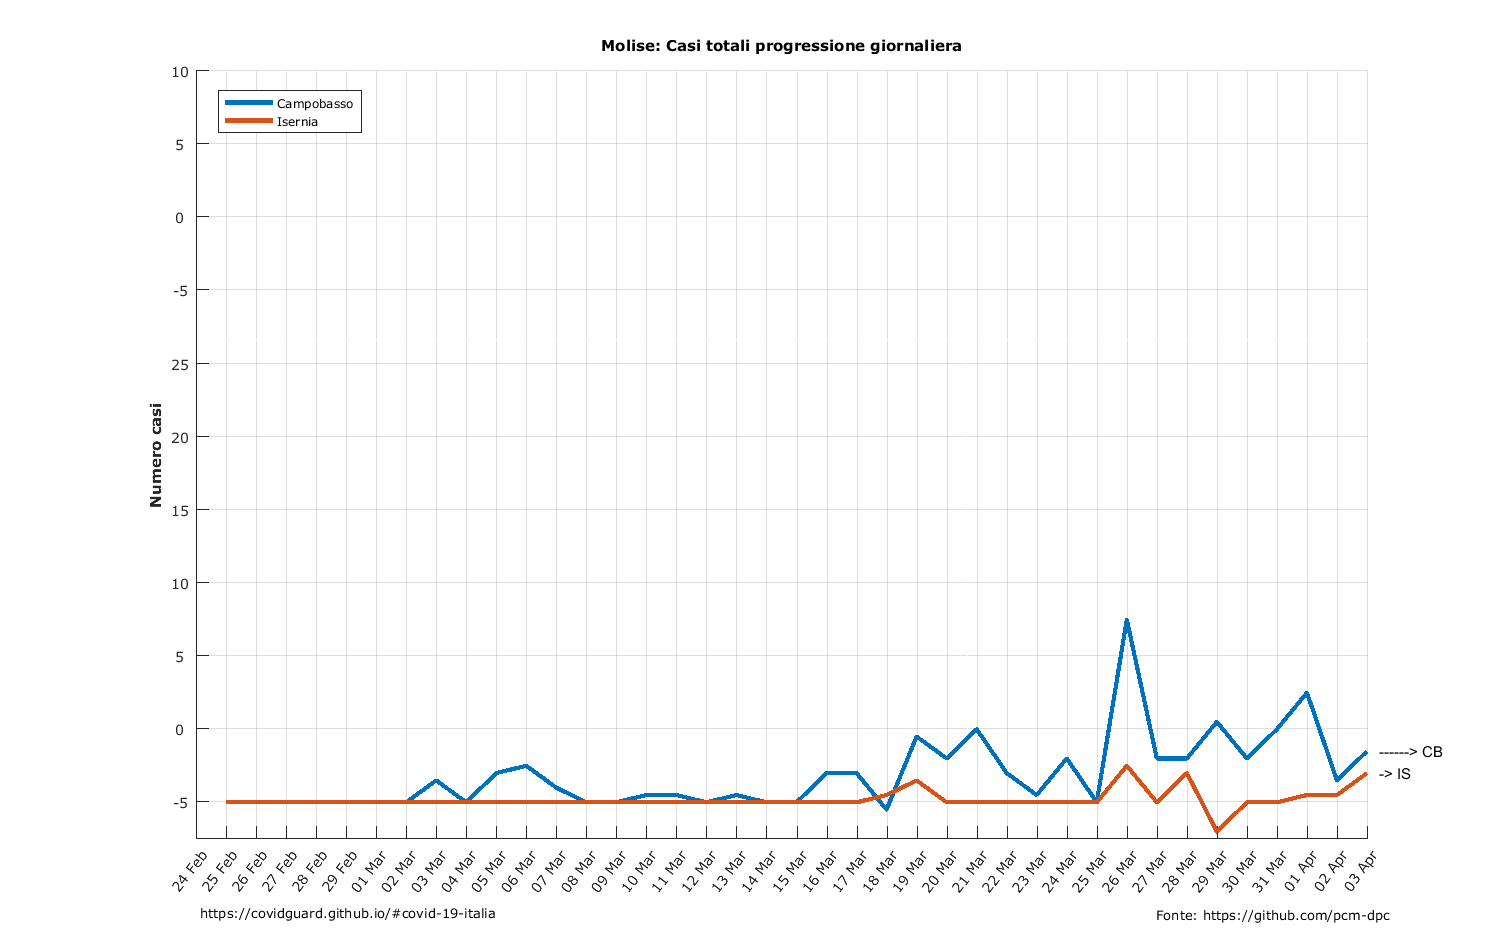 Molise: Casi totali progressione giornaliera
10
5
0
-5
25
20
15
10
5
0
-5
Numero casi
Campobasso
Isernia
------> CB
-> IS
24 Feb
25 Feb
26 Feb
27 Feb
28 Feb
29 Feb
01 Mar
02 Mar
03 Mar
04 Mar
05 Mar
06 Mar
07 Mar
08 Mar
09 Mar
10 Mar
11 Mar
12 Mar
13 Mar
14 Mar
15 Mar
16 Mar
17 Mar
18 Mar
19 Mar
20 Mar
21 Mar
22 Mar
23 Mar
24 Mar
25 Mar
26 Mar
27 Mar
28 Mar
29 Mar
30 Mar
31 Mar
01 Apr
02 Apr
03 Apr
https://covidguard.github.io/#covid-19-italia
Fonte: https://github.com/pcm-dpc